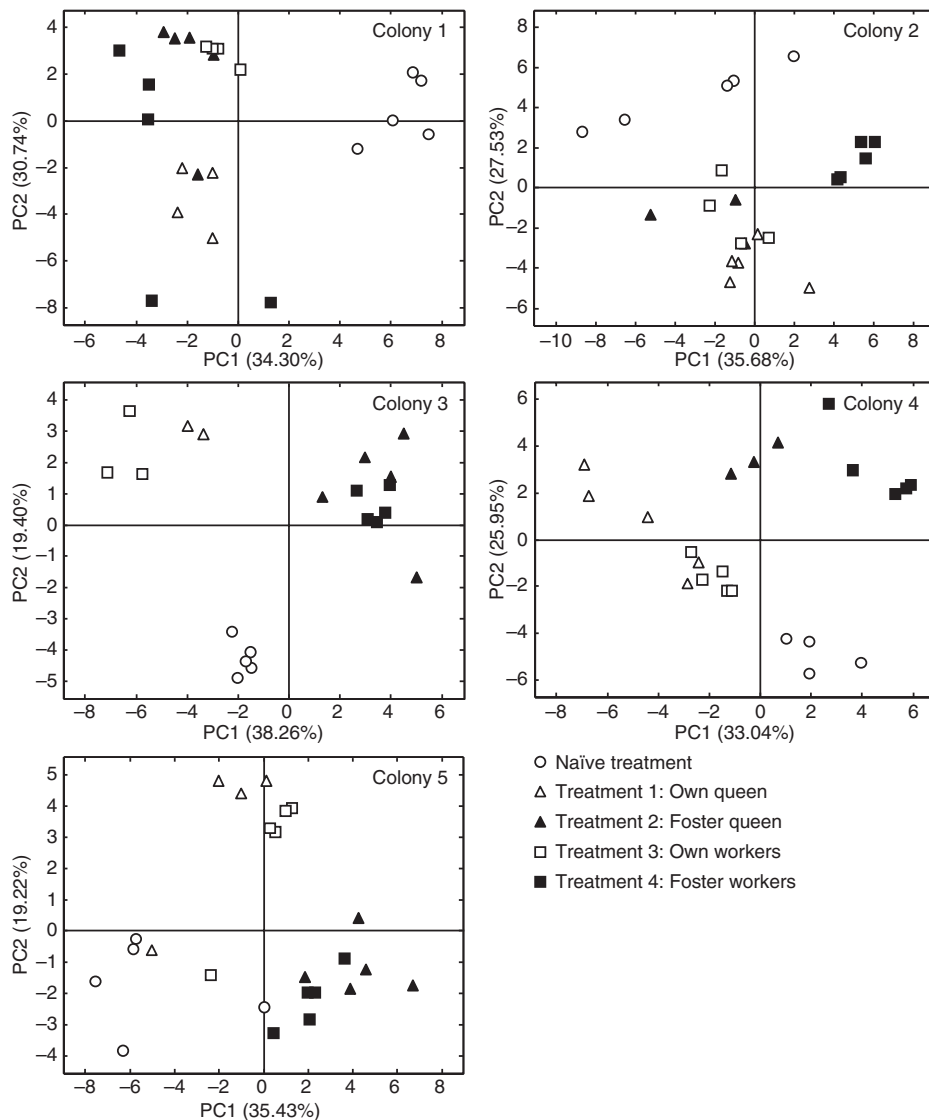 Colony 1
4
2
0
−2
−4
−6
−8
PC2 (30.74%)
−6 −4 −2 0 2 4 6 8
PC1 (34.30%)
Colony 2
8
6
4
2
0
−2
−4
−6
PC2 (27.53%)
−10 −8 −6 −4 −2 0 2 4 6 8
PC1 (35.68%)
Colony 3
4
3
2
1
0
−1
−2
−3
−4
−5
PC2 (19.40%)
−8 −6 −4 −2 0 2 4 6
PC1 (38.26%)
Colony 4
6
4
2
0
−2
−4
−6
PC2 (25.95%)
−8 −6 −4 −2 0 2 4 6
PC1 (33.04%)
Colony 5
5
4
3
2
1
0
−1
−2
−3
−4
PC2 (19.22%)
−8 −6 −4 −2 0 2 4 6 8
PC1 (35.43%)
Naïve treatment
Treatment 1: Own queen
Treatment 2: Foster queen
Treatment 3: Own workers
Treatment 4: Foster workers